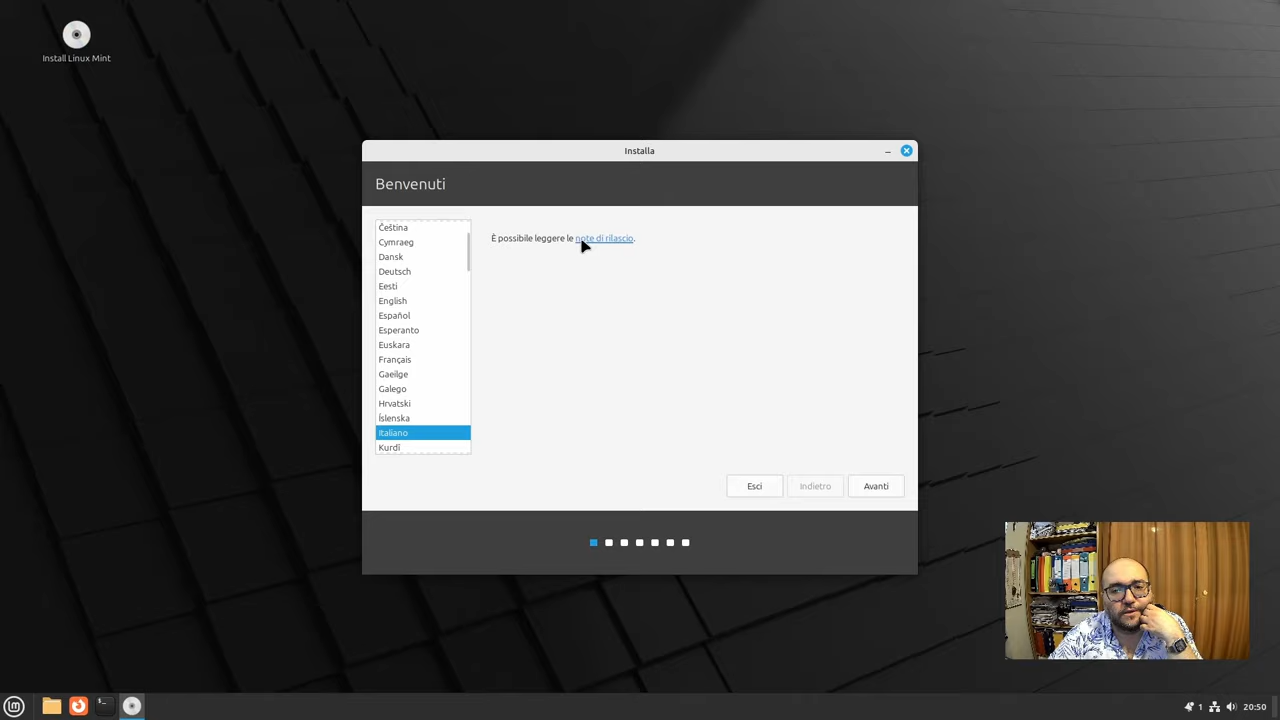 Install Linux Mint
Installa
Benvenuti
Čeština
Cymraeg
Dansk
Deutsch
Eesti
English
Español
Esperanto
Euskara
Français
Gaeilge
Galego
Hrvatski
Íslenska
Italiano
Kurdî
È possibile leggere le note di rilascio.
Esci
Indietro
Avanti
1
20:50